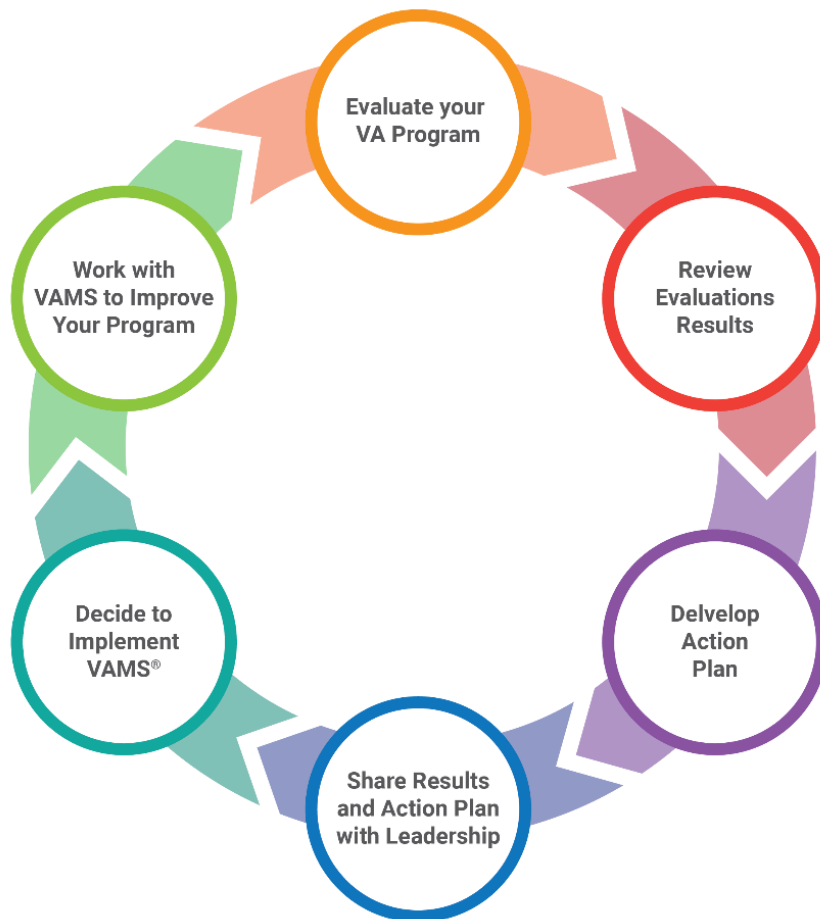 Evaluate your
VA Program
Review
Evaluations
Results
Delvelop
Action
Plan
Share Results
and Action Plan
with Leadership
Decide to
Implement
VAMS®
Work with
VAMS to Improve
Your Program